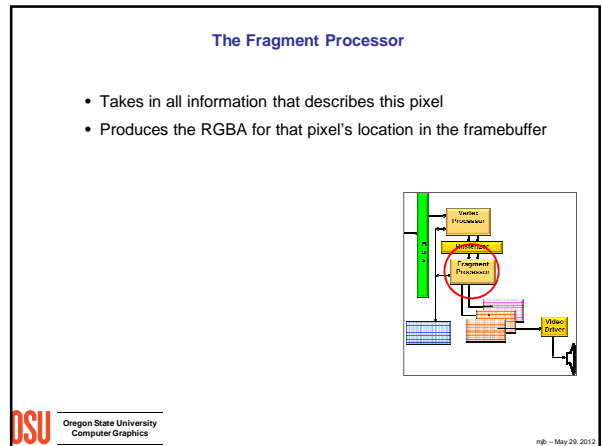 The Fragment Processor
• Takes in all information that describes this pixel
• Produces the RGBA for that pixel's location in the framebuffer
Vertex
Processor
Rasterizer
Fragment
Processor
Video
Driver
OSU
Oregon State University
Computer Graphics
mjb -- May 29, 2012